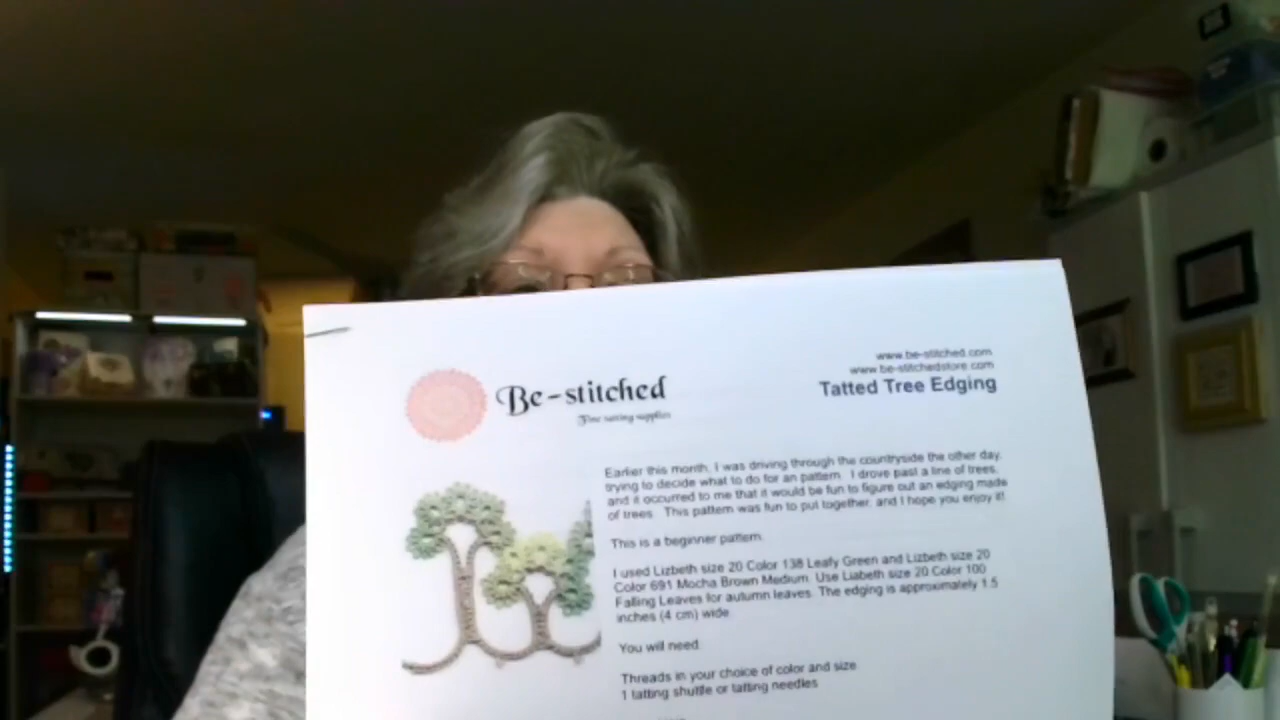 www.be-stitched.com
www.be-stitchedstore.com
Be-stitched
Tatted Tree Edging
Fine tatting supplies
Earlier this month, I was driving through the countryside the other day,
trying to decide what to do for an pattern. I drove past a line of trees,
and it occurred to me that it would be fun to figure out an edging made
of trees. This pattern was fun to put together, and I hope you enjoy it!
This is a beginner pattern.
I used Lizbeth size 20 Color 138 Leafy Green and Lizbeth size 20
Color 691 Mocha Brown Medium. Use Liabeth size 20 Color 100
Falling Leaves for autumn leaves. The edging is approximately 1.5
inches (4 cm) wide.
You will need:
Threads in your choice of color and size
1 tatting shuttle or tatting needles